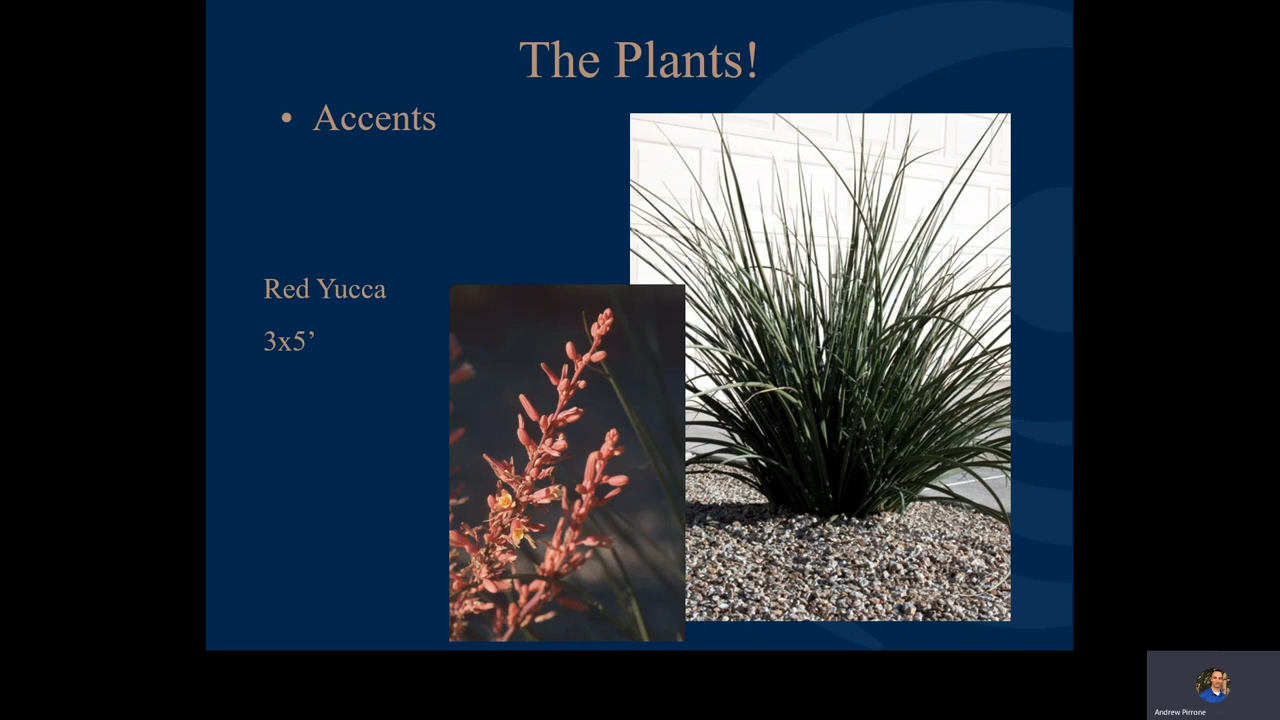 The Plants!
• Accents
Red Yucca
3x5’
Andrew Pirrone